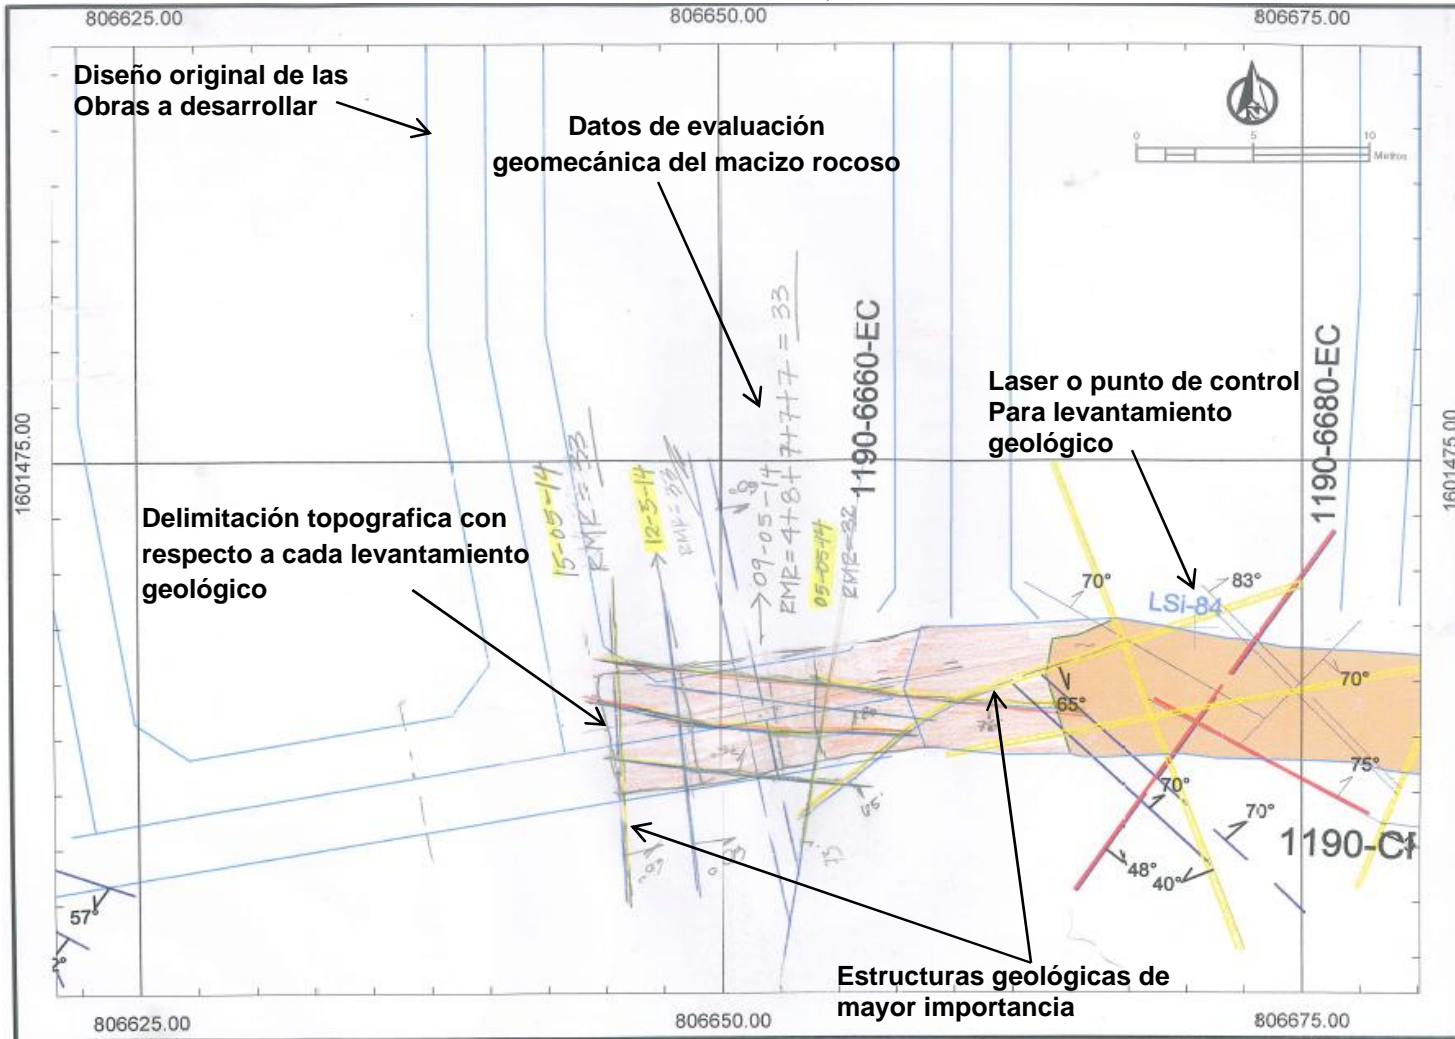 806625.00
806650.00
806675.00
Diseño original de las
Obras a desarrollar
Datos de evaluación
geomecánica del macizo rocoso
0
5
10
Metros
1601475.00
1601475.00
Laser o punto de control
Para levantamiento
geológico
Delimitación topografica con
respecto a cada levantamiento
geológico
15-05-14
RMR=33
12-5-14
09-05-14
RMR=4+8+7+7+7=33
05-05-14
RMR=32
1190-6660-EC
1190-6680-EC
LSi-84
70°
83°
65°
70°
75°
70°
70°
48°
40°
57°
2°
1190-C
Estructuras geológicas de
mayor importancia
806625.00
806650.00
806675.00